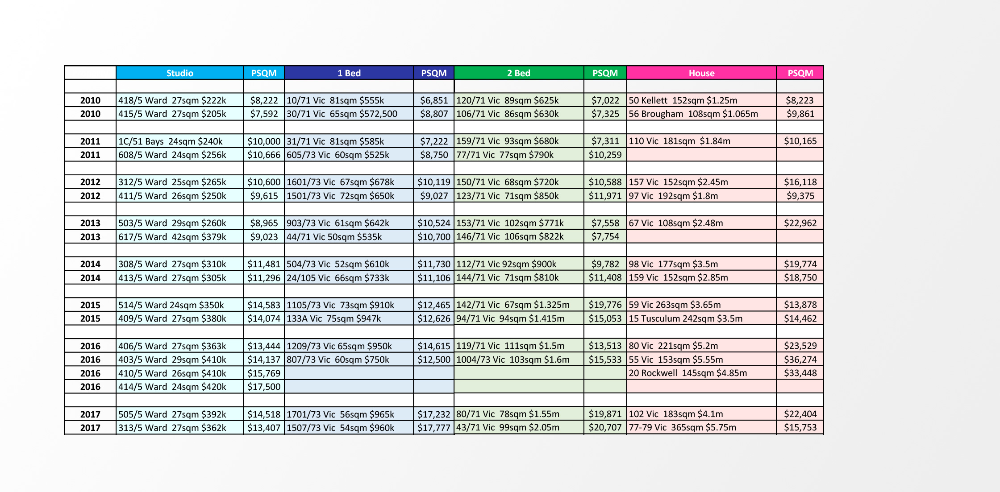 Studio PSQM 1 Bed PSQM 2 Bed PSQM House PSQM
2010 418/5 Ward 27sqm $222k $8,222 10/71 Vic 81sqm $555k $6,851 120/71 Vic 89sqm $625k $7,022 50 Kellett 152sqm $1.25m $8,223
2010 415/5 Ward 27sqm $205k $7,592 30/71 Vic 65sqm $572,500 $8,807 106/71 Vic 86sqm $630k $7,325 56 Brougham 108sqm $1.065m $9,861
2011 1C/51 Bays 24sqm $240k $10,000 31/71 Vic 81sqm $585k $7,222 159/71 Vic 93sqm $680k $7,311 110 Vic 181sqm $1.84m $10,165
2011 608/5 Ward 24sqm $256k $10,666 605/73 Vic 60sqm $525k $8,750 77/71 Vic 77sqm $790k $10,259
2012 312/5 Ward 25sqm $265k $10,600 1601/73 Vic 67sqm $678k $10,119 150/71 Vic 68sqm $720k $10,588 157 Vic 152sqm $2.45m $16,118
2012 411/5 Ward 26sqm $250k $9,615 1501/73 Vic 72sqm $650k $9,027 123/71 Vic 71sqm $850k $11,971 97 Vic 192sqm $1.8m $9,375
2013 503/5 Ward 29sqm $260k $8,965 903/73 Vic 61sqm $642k $10,524 153/71 Vic 102sqm $771k $7,558 67 Vic 108sqm $2.48m $22,962
2013 617/5 Ward 42sqm $379k $9,023 44/71 Vic 50sqm $535k $10,700 146/71 Vic 106sqm $822k $7,754
2014 308/5 Ward 27sqm $310k $11,481 504/73 Vic 52sqm $610k $11,730 112/71 Vic 92sqm $900k $9,782 98 Vic 177sqm $3.5m $19,774
2014 413/5 Ward 27sqm $305k $11,296 24/105 Vic 66sqm $733k $11,106 144/71 Vic 71sqm $810k $11,408 159 Vic 152sqm $2.85m $18,750
2015 514/5 Ward 24sqm $350k $14,583 1105/73 Vic 73sqm $910k $12,465 142/71 Vic 67sqm $1.325m $19,776 59 Vic 263sqm $3.65m $13,878
2015 409/5 Ward 27sqm $380k $14,074 133A Vic 75sqm $947k $12,626 94/71 Vic 94sqm $1.415m $15,053 15 Tusculum 242sqm $3.5m $14,462
2016 406/5 Ward 27sqm $363k $13,444 1209/73 Vic 65sqm $950k $14,615 119/71 Vic 111sqm $1.5m $13,513 80 Vic 221sqm $5.2m $23,529
2016 403/5 Ward 29sqm $410k $14,137 807/73 Vic 60sqm $750k $12,500 1004/73 Vic 103sqm $1.6m $15,533 55 Vic 153sqm $5.55m $36,274
2016 410/5 Ward 26sqm $410k $15,769 20 Rockwell 145sqm $4.85m $33,448
2016 414/5 Ward 24sqm $420k $17,500
2017 505/5 Ward 27sqm $392k $14,518 1701/73 Vic 56sqm $965k $17,232 80/71 Vic 78sqm $1.55m $19,871 102 Vic 183sqm $4.1m $22,404
2017 313/5 Ward 27sqm $362k $13,407 1507/73 Vic 54sqm $960k $17,777 43/71 Vic 99sqm $2.05m $20,707 77-79 Vic 365sqm $5.75m $15,753